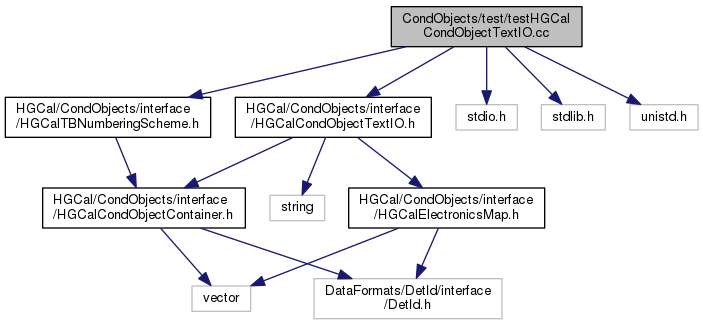 CondObjects/test/testHGCal
CondObjectTextIO.cc
HGCal/CondObjects/interface
/HGCalTBNumberingScheme.h
HGCal/CondObjects/interface
/HGCalCondObjectTextIO.h
stdio.h
stdlib.h
unistd.h
HGCal/CondObjects/interface
/HGCalCondObjectContainer.h
string
HGCal/CondObjects/interface
/HGCalElectronicsMap.h
vector
DataFormats/DetId/interface
/DetId.h